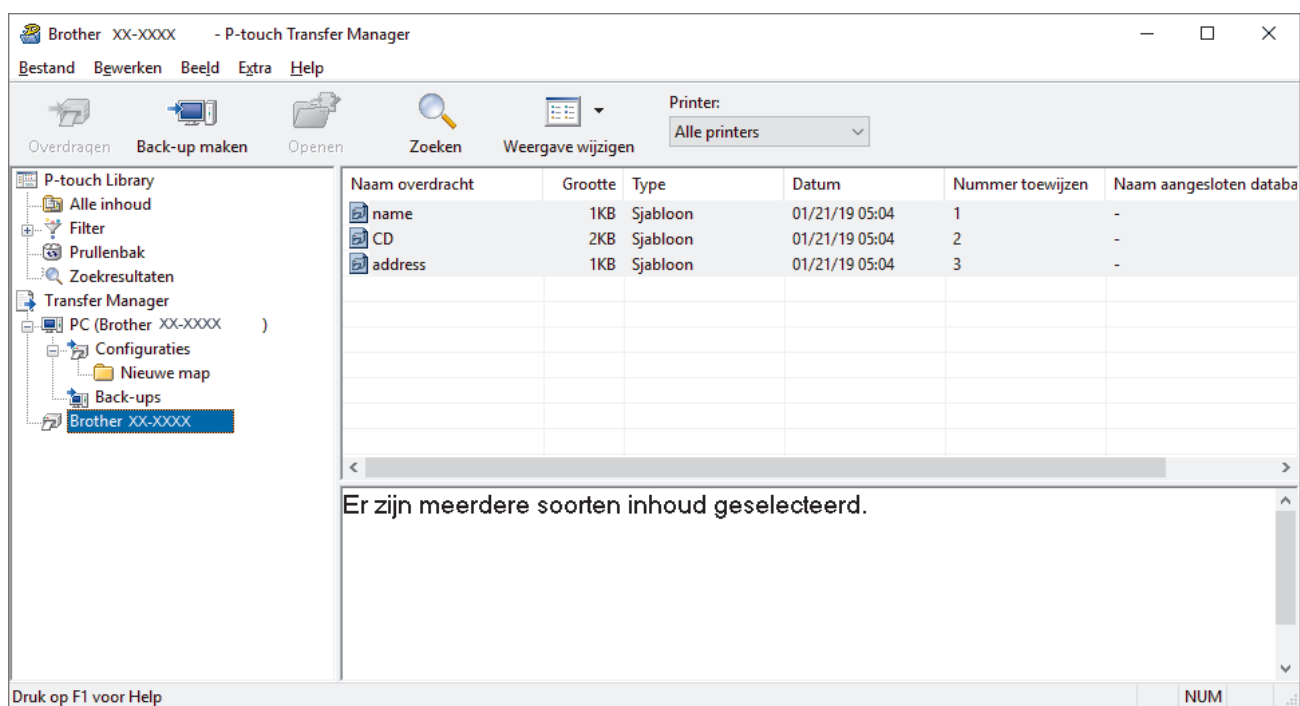 Brother XX-XXXX - P-touch Transfer Manager
Bestand Bewerken Beeld Extra Help
Overdragen Back-up maken Openen Zoeken Weergave wijzigen Printer: Alle printers
P-touch Library
Alle inhoud
Filter
Prullenbak
Zoekresultaten
Transfer Manager
PC (Brother XX-XXXX )
Configuraties
Nieuwe map
Back-ups
Brother XX-XXXX
Naam overdracht Grootte Type Datum Nummer toewijzen Naam aangesloten databa
name 1KB Sjabloon 01/21/19 05:04 1 -
CD 2KB Sjabloon 01/21/19 05:04 2 -
address 1KB Sjabloon 01/21/19 05:04 3 -
Er zijn meerdere soorten inhoud geselecteerd.
Druk op F1 voor Help NUM